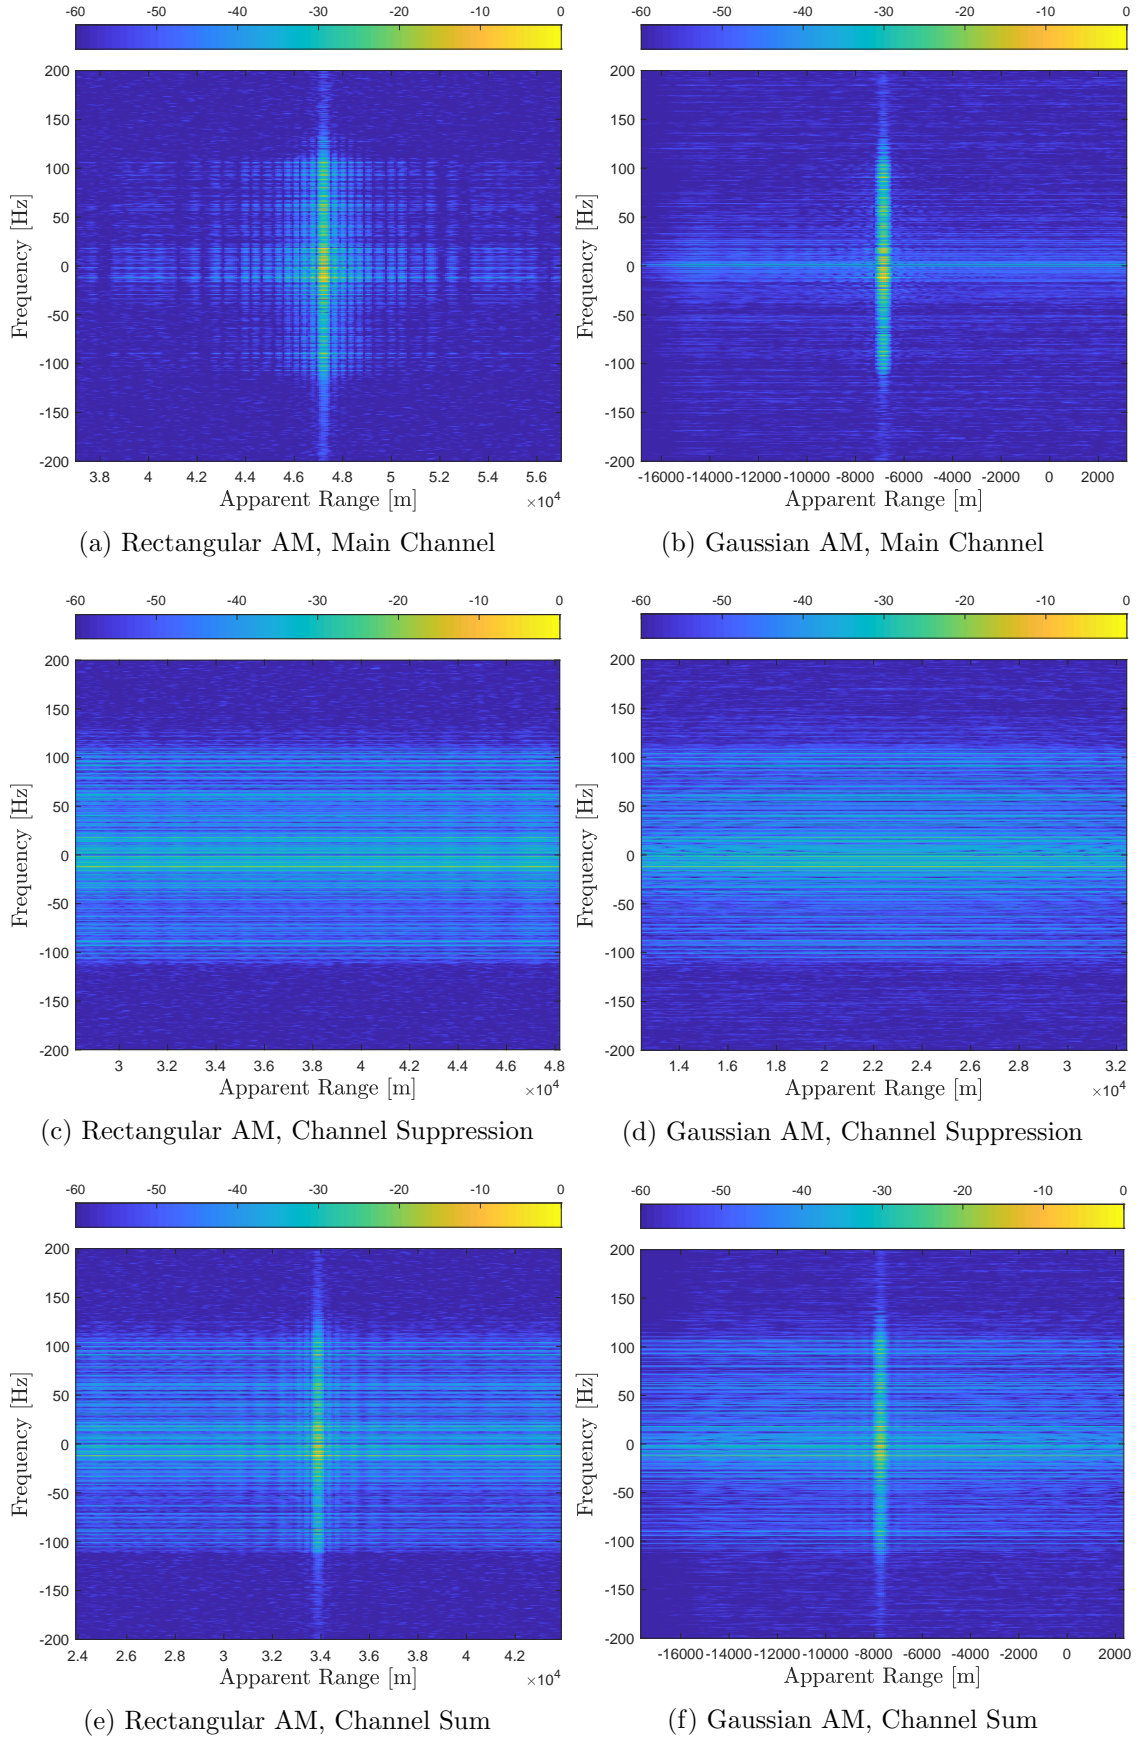 -60 -50 -40 -30 -20 -10 0
-60 -50 -40 -30 -20 -10 0
200
150
100
50
0
-50
-100
-150
-200
Frequency [Hz]
3.8 4 4.2 4.4 4.6 4.8 5 5.2 5.4 5.6
Apparent Range [m]
×10⁴
200
150
100
50
0
-50
-100
-150
-200
Frequency [Hz]
-16000 -14000 -12000 -10000 -8000 -6000 -4000 -2000 0 2000
Apparent Range [m]
(a) Rectangular AM, Main Channel
(b) Gaussian AM, Main Channel
-60 -50 -40 -30 -20 -10 0
-60 -50 -40 -30 -20 -10 0
200
150
100
50
0
-50
-100
-150
-200
Frequency [Hz]
3 3.2 3.4 3.6 3.8 4 4.2 4.4 4.6 4.8
Apparent Range [m]
×10⁴
200
150
100
50
0
-50
-100
-150
-200
Frequency [Hz]
1.4 1.6 1.8 2 2.2 2.4 2.6 2.8 3 3.2
Apparent Range [m]
×10⁴
(c) Rectangular AM, Channel Suppression
(d) Gaussian AM, Channel Suppression
-60 -50 -40 -30 -20 -10 0
-60 -50 -40 -30 -20 -10 0
200
150
100
50
0
-50
-100
-150
-200
Frequency [Hz]
2.4 2.6 2.8 3 3.2 3.4 3.6 3.8 4 4.2
Apparent Range [m]
×10⁴
200
150
100
50
0
-50
-100
-150
-200
Frequency [Hz]
-16000 -14000 -12000 -10000 -8000 -6000 -4000 -2000 0 2000
Apparent Range [m]
(e) Rectangular AM, Channel Sum
(f) Gaussian AM, Channel Sum